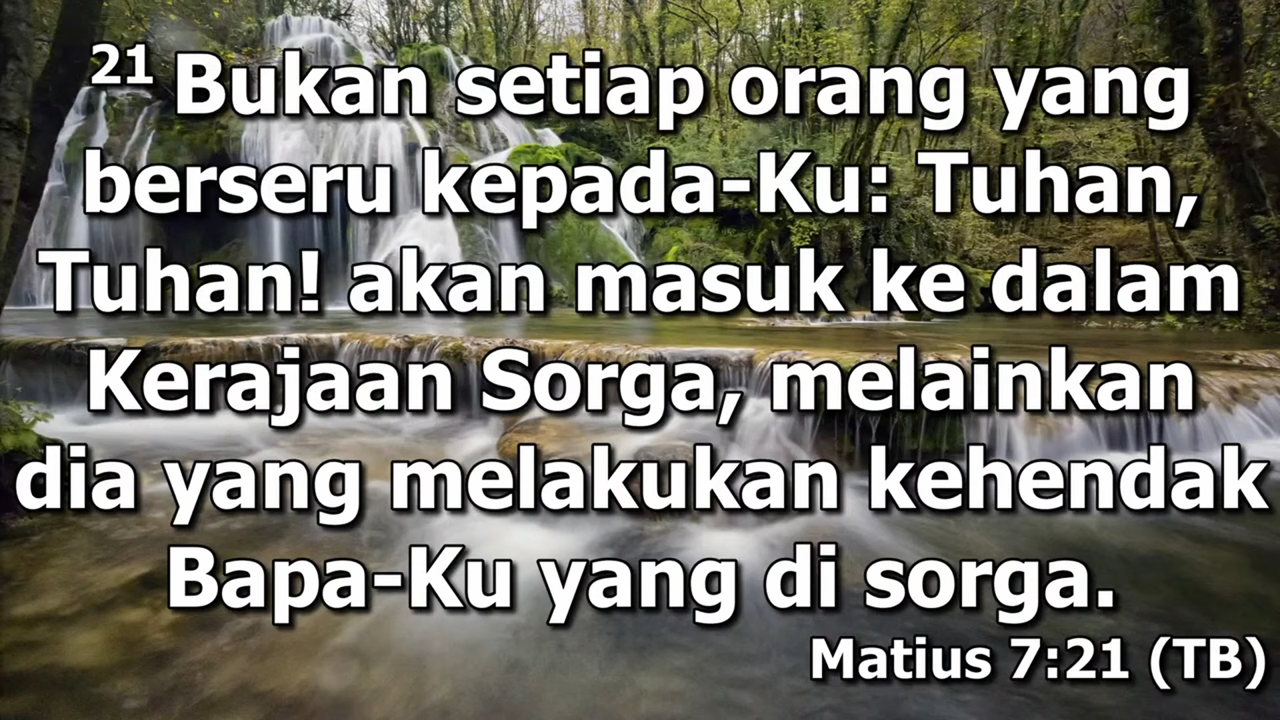 21 Bukan setiap orang yang
berseru kepada-Ku: Tuhan,
Tuhan! akan masuk ke dalam
Kerajaan Sorga, melainkan
dia yang melakukan kehendak
Bapa-Ku yang di sorga.
Matius 7:21 (TB)